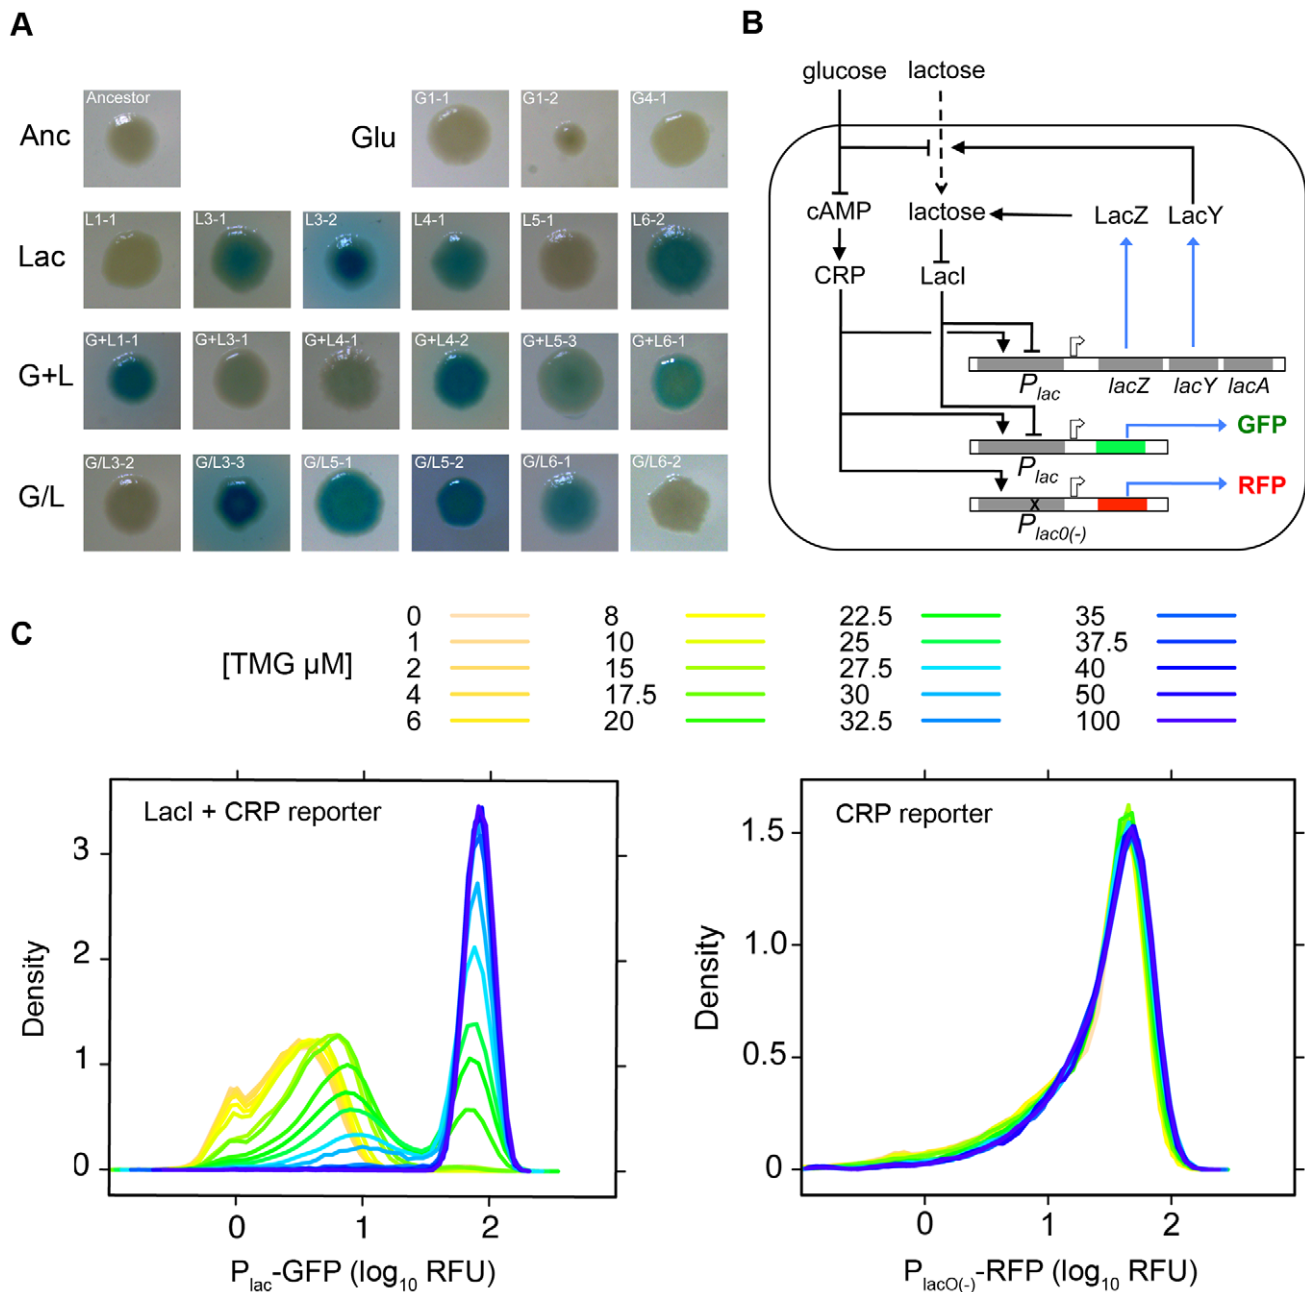 A
Anc
Ancestor
Glu
G1-1
G1-2
G4-1
Lac
L1-1
L3-1
L3-2
L4-1
L5-1
L6-2
G+L
G+L1-1
G+L3-1
G+L4-1
G+L4-2
G+L5-3
G+L6-1
G/L
G/L3-2
G/L3-3
G/L5-1
G/L5-2
G/L6-1
G/L6-2
B
glucose lactose
cAMP lactose LacZ LacY
CRP LacI
Plac lacZ lacY lacA
GFP
Plac
RFP
x
Plac0(-)
C
[TMG µM]
0 8 22.5 35
1 10 25 37.5
2 15 27.5 40
4 17.5 30 50
6 20 32.5 100
LacI + CRP reporter
Density
3
2
1
0
0 1 2
Plac-GFP (log10 RFU)
CRP reporter
Density
1.5
1.0
0.5
0
0 1 2
PlacO(-)-RFP (log10 RFU)